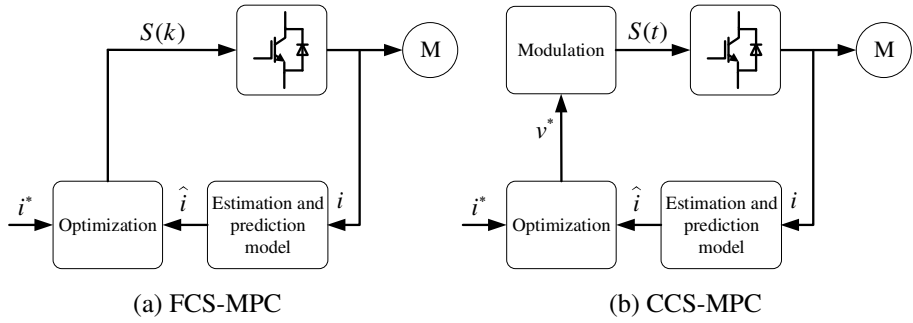 S(k)
M
i*
Optimization
î
Estimation and
prediction
model
i
(a) FCS-MPC
Modulation
S(t)
M
v*
i*
Optimization
î
Estimation and
prediction
model
i
(b) CCS-MPC